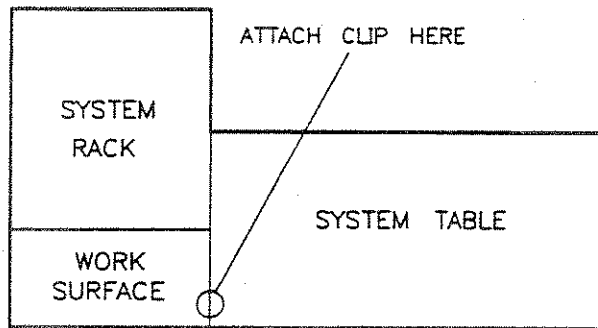 ATTACH CLIP HERE
SYSTEM
RACK
SYSTEM TABLE
WORK
SURFACE